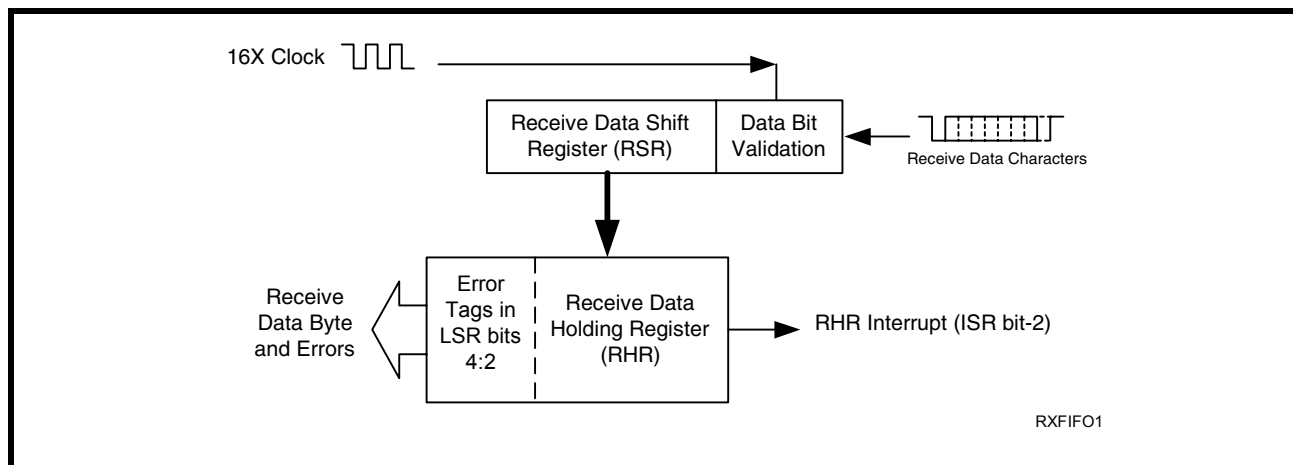 16X Clock
Receive Data Shift
Register (RSR)
Data Bit
Validation
Receive Data Characters
Receive
Data Byte
and Errors
Error
Tags in
LSR bits
4:2
Receive Data
Holding Register
(RHR)
RHR Interrupt (ISR bit-2)
RXFIFO1